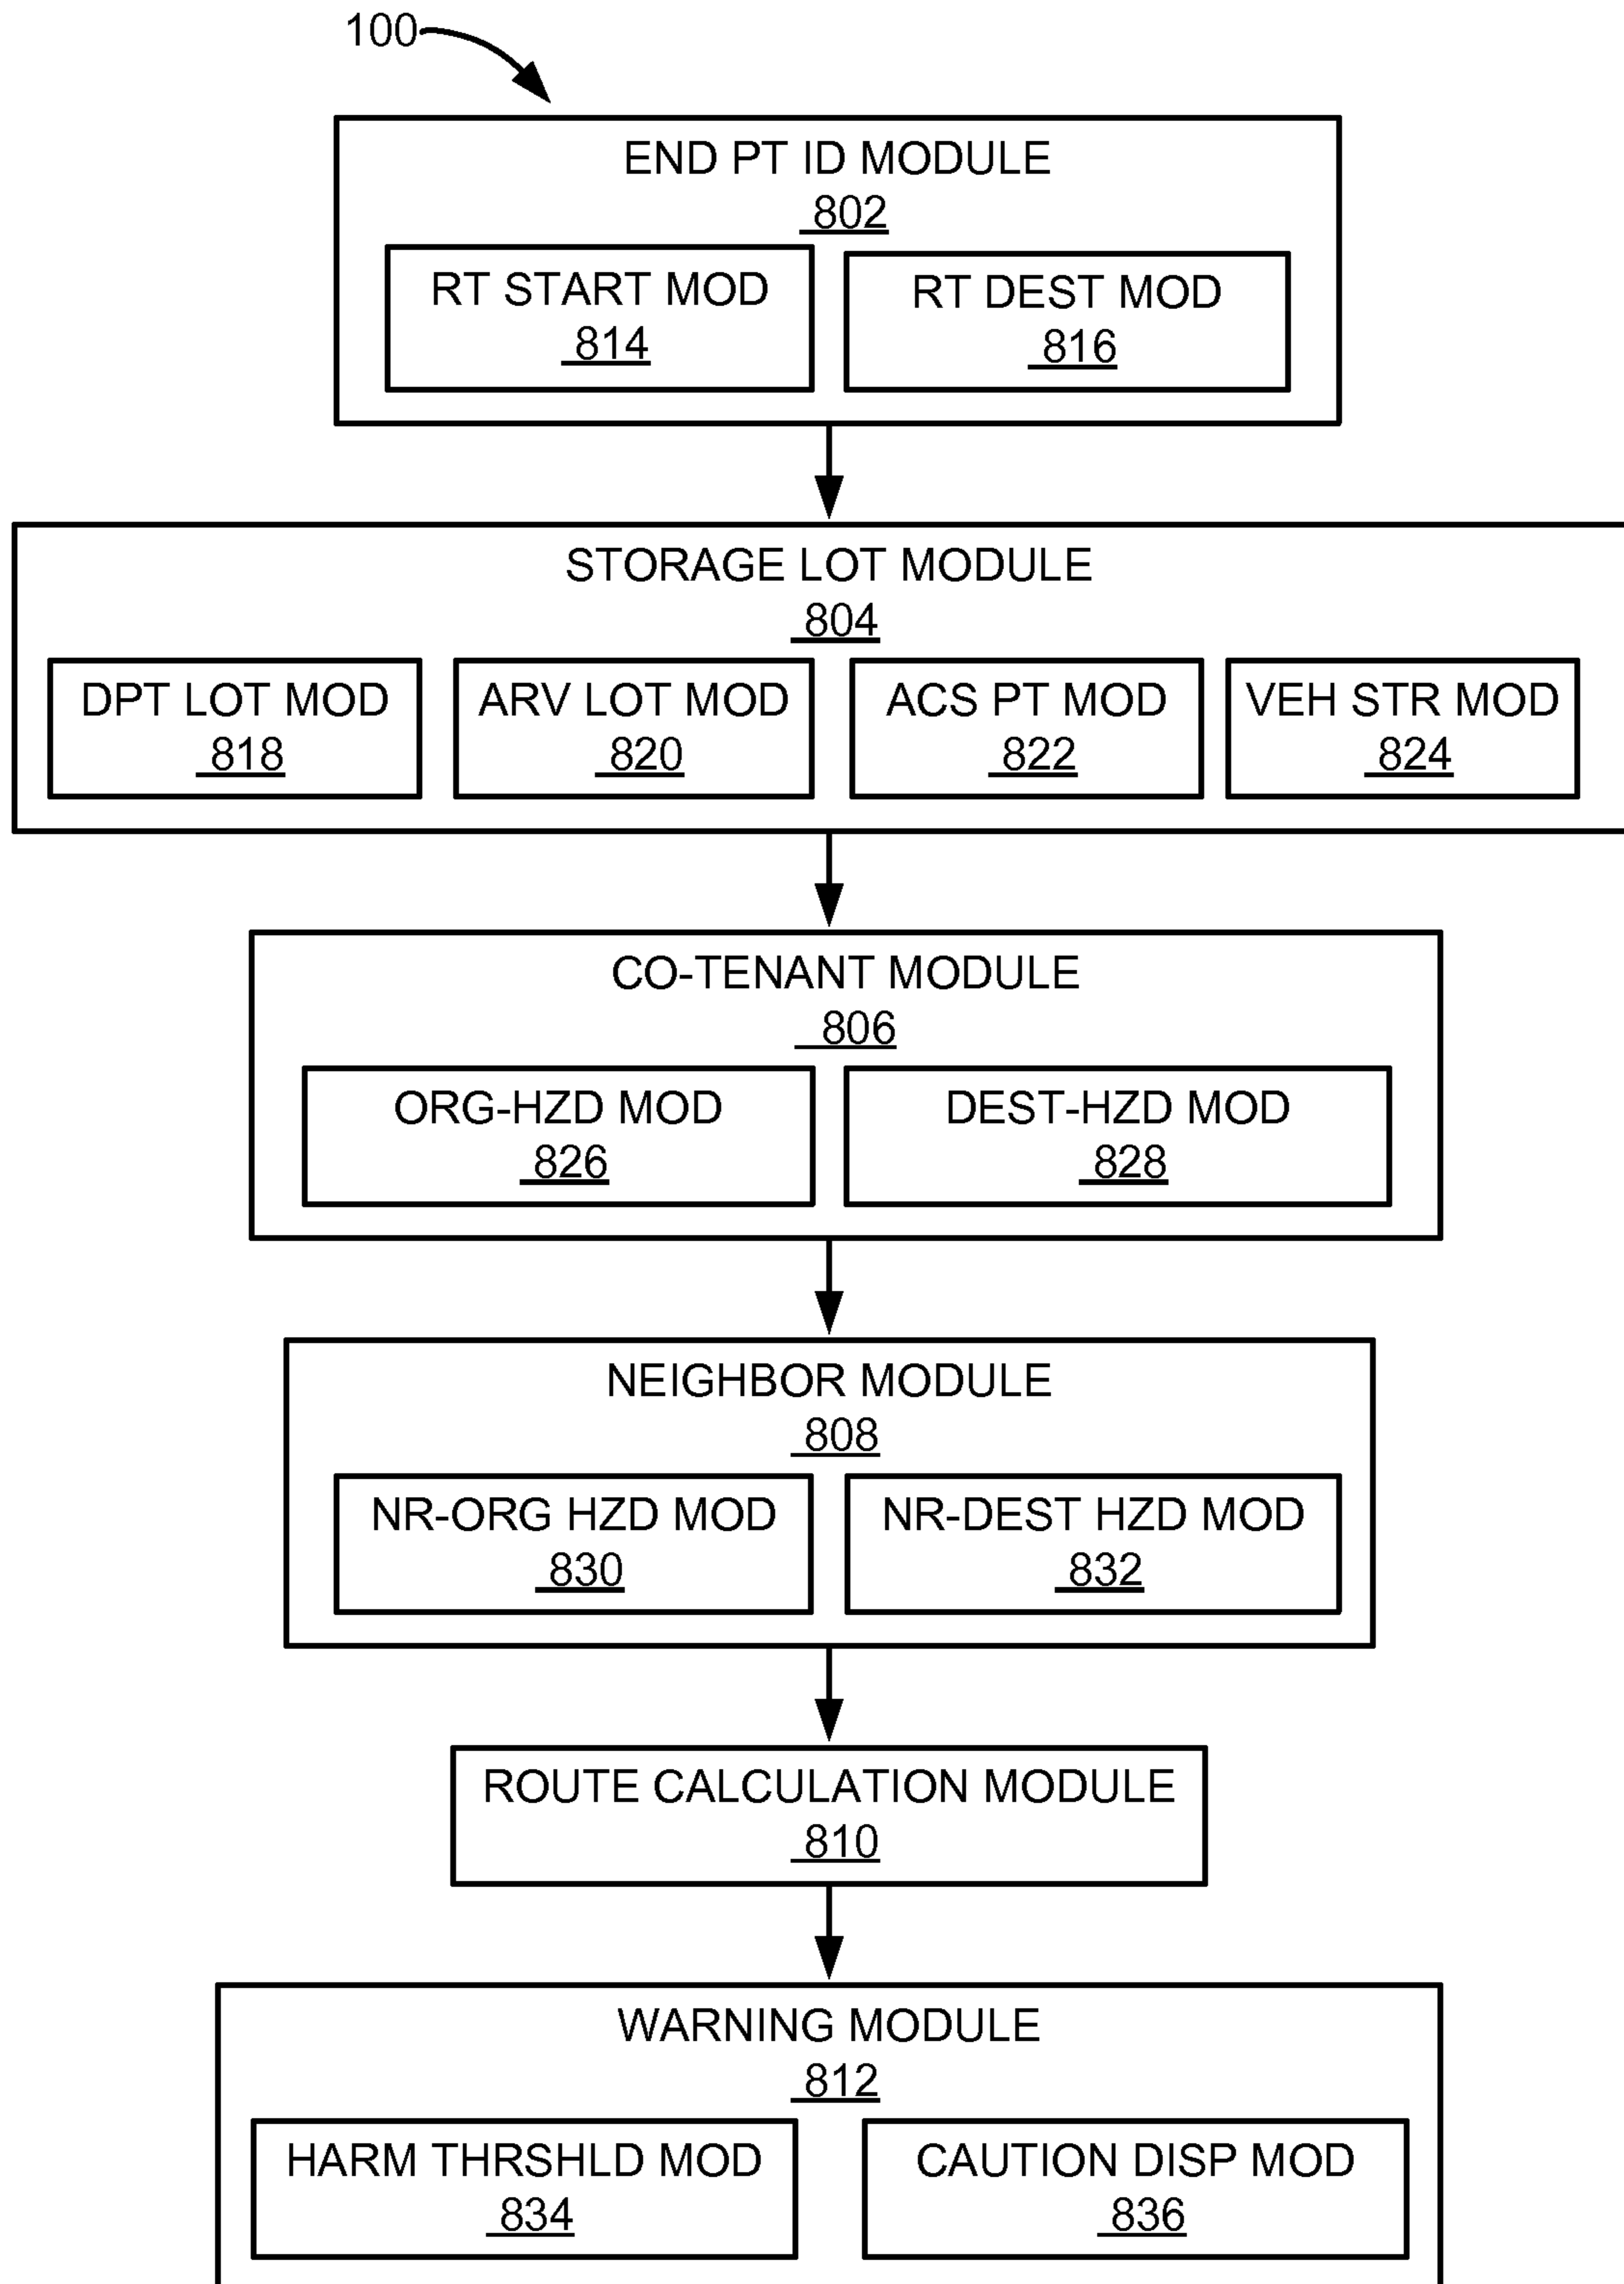 100
END PT ID MODULE
802
RT START MOD
814
RT DEST MOD
816
STORAGE LOT MODULE
804
DPT LOT MOD
818
ARV LOT MOD
820
ACS PT MOD
822
VEH STR MOD
824
CO-TENANT MODULE
806
ORG-HZD MOD
826
DEST-HZD MOD
828
NEIGHBOR MODULE
808
NR-ORG HZD MOD
830
NR-DEST HZD MOD
832
ROUTE CALCULATION MODULE
810
WARNING MODULE
812
HARM THRSHLD MOD
834
CAUTION DISP MOD
836